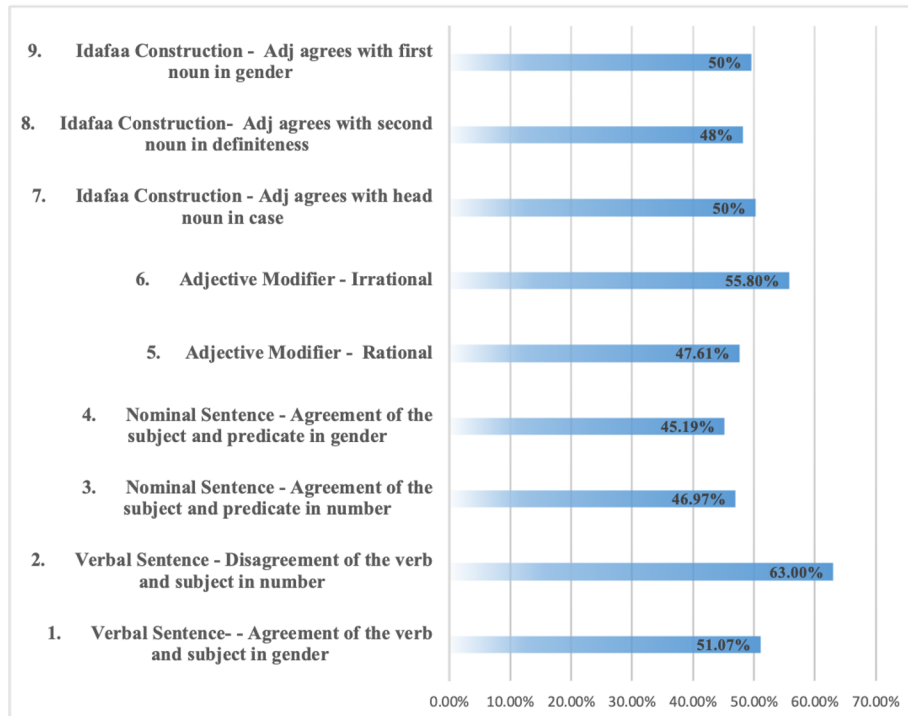 9. Idafaa Construction - Adj agrees with first
noun in gender
50%
8. Idafaa Construction- Adj agrees with second
noun in definiteness
48%
7. Idafaa Construction - Adj agrees with head
noun in case
50%
6. Adjective Modifier - Irrational
55.80%
5. Adjective Modifier - Rational
47.61%
4. Nominal Sentence - Agreement of the
subject and predicate in gender
45.19%
3. Nominal Sentence - Agreement of the
subject and predicate in number
46.97%
2. Verbal Sentence - Disagreement of the verb
and subject in number
63.00%
1. Verbal Sentence- - Agreement of the verb
and subject in gender
51.07%
0.00% 10.00% 20.00% 30.00% 40.00% 50.00% 60.00% 70.00%